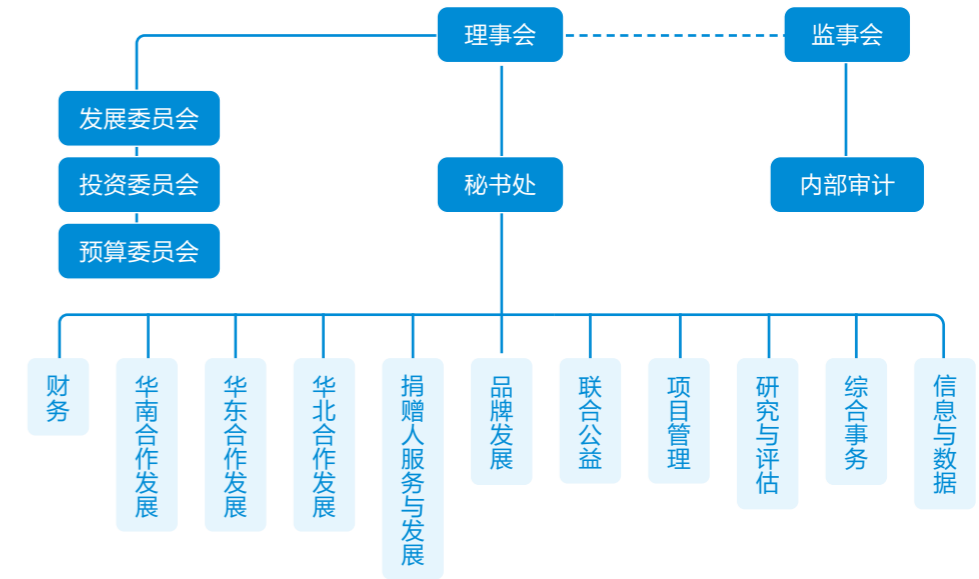 理事会
监事会
发展委员会
投资委员会
秘书处
内部审计
预算委员会
财务
华南合作发展
华东合作发展
华北合作发展
捐赠人服务与发展
品牌发展
联合公益
项目管理
研究与评估
综合事务
信息与数据